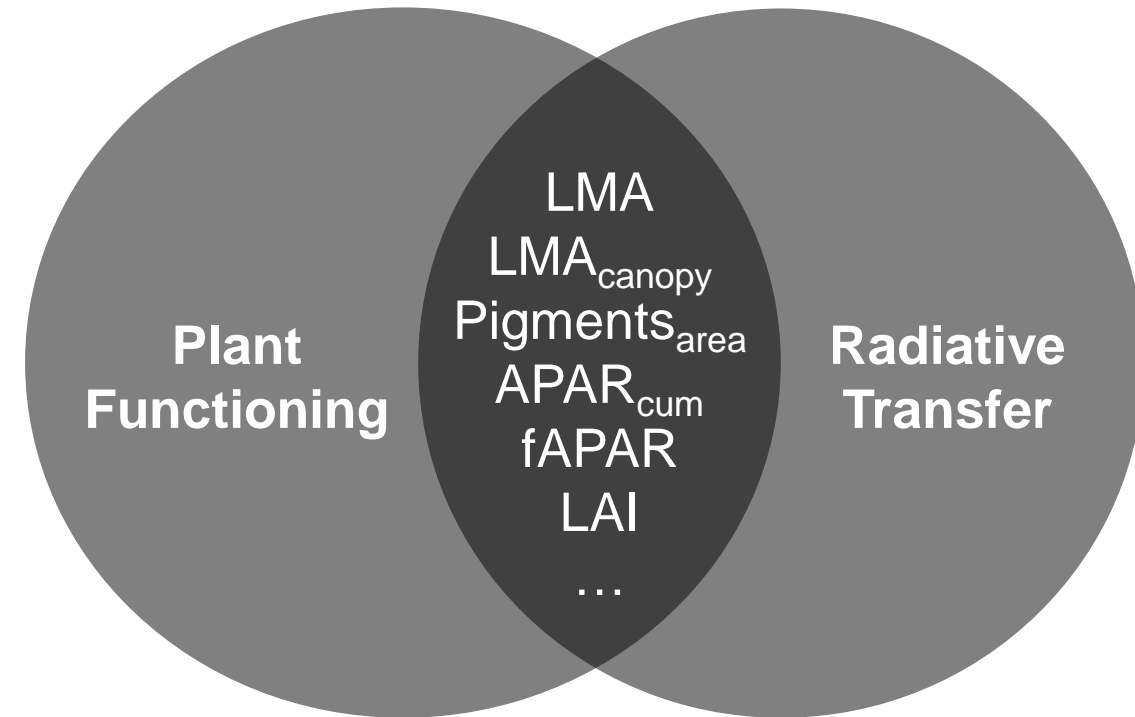 Plant
Functioning
LMA
LMAcanopy
Pigmentsarea
APARcum
fAPAR
LAI
…
Radiative
Transfer